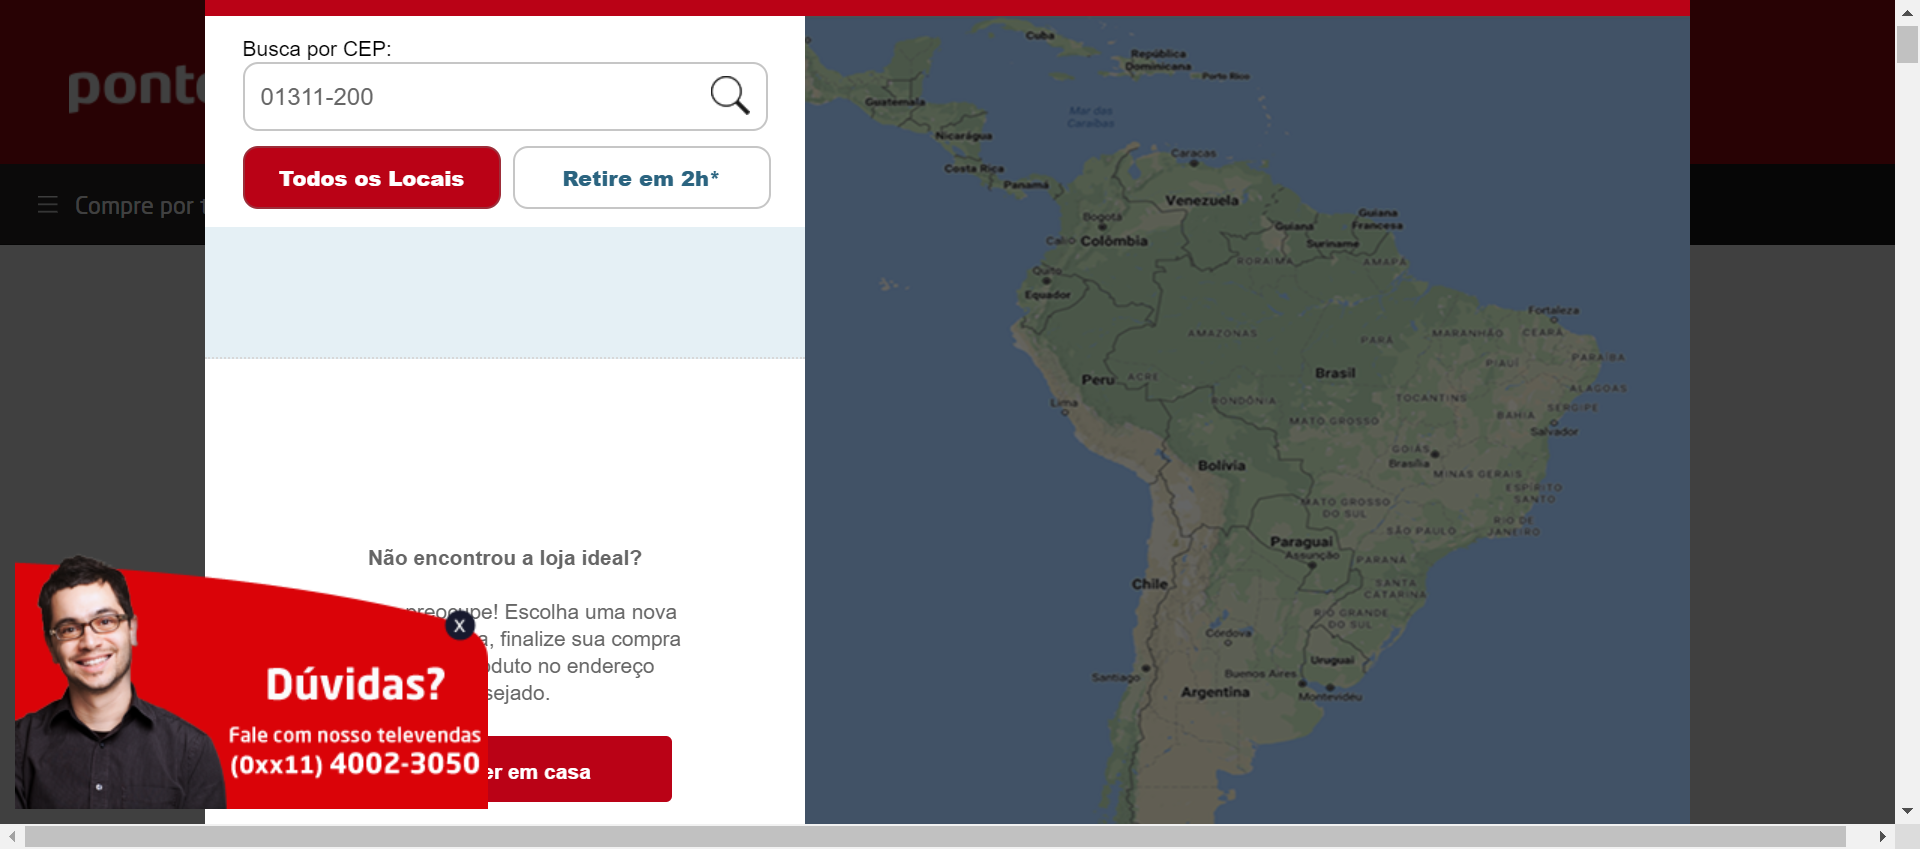 ponto
Compre por t
Busca por CEP:
01311-200
Todos os Locais
Retire em 2h*
Não encontrou a loja ideal?
preocupe! Escolha uma nova
a, finalize sua compra
oduto no endereço
sejado.
er em casa
X
Dúvidas?
Fale com nosso televendas
(0xx11) 4002-3050
Cuba
República
Dominicana
Porto Rico
Guatemala
Mar das
Caraíbas
Nicarágua
Costa Rica
Panamá
Caracas
Venezuela
Bogotá
Cali
Colômbia
Guiana
Guiana
Francesa
Suriname
RORAIMA
AMAPÁ
Quito
Equador
Fortaleza
AMAZONAS
PARÁ
MARANHÃO
CEARÁ
PARAÍBA
PIAUÍ
Peru
ACRE
Brasil
ALAGOAS
Lima
RONDÔNIA
TOCANTINS
SERGIPE
BAHIA
MATO GROSSO
Salvador
GOIÁS
Brasília
Bolívia
MINAS GERAIS
ESPÍRITO
SANTO
MATO GROSSO
DO SUL
SÃO PAULO
RIO DE
JANEIRO
Paraguai
Assunção
PARANÁ
Chile
SANTA
CATARINA
RIO GRANDE
DO SUL
Córdova
Uruguai
Santiago
Buenos Aires
Argentina
Montevidéu